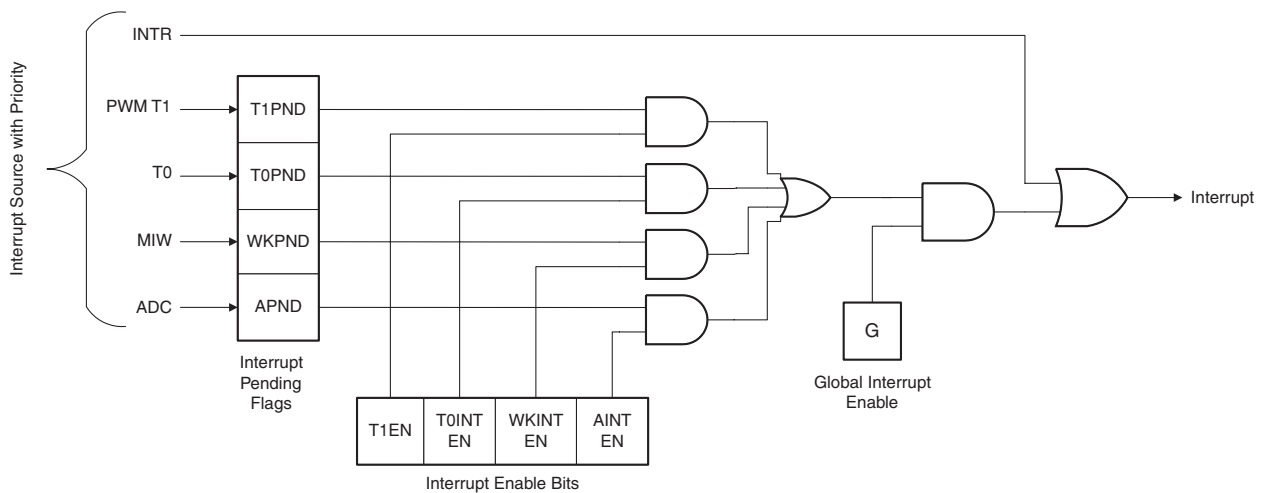 Interrupt Source with Priority
INTR
PWM T1
T1PND
T0
T0PND
MIW
WKPND
ADC
APND
Interrupt
Pending
Flags
T1EN
T0INT
EN
WKINT
EN
AINT
EN
Interrupt Enable Bits
G
Global Interrupt
Enable
Interrupt